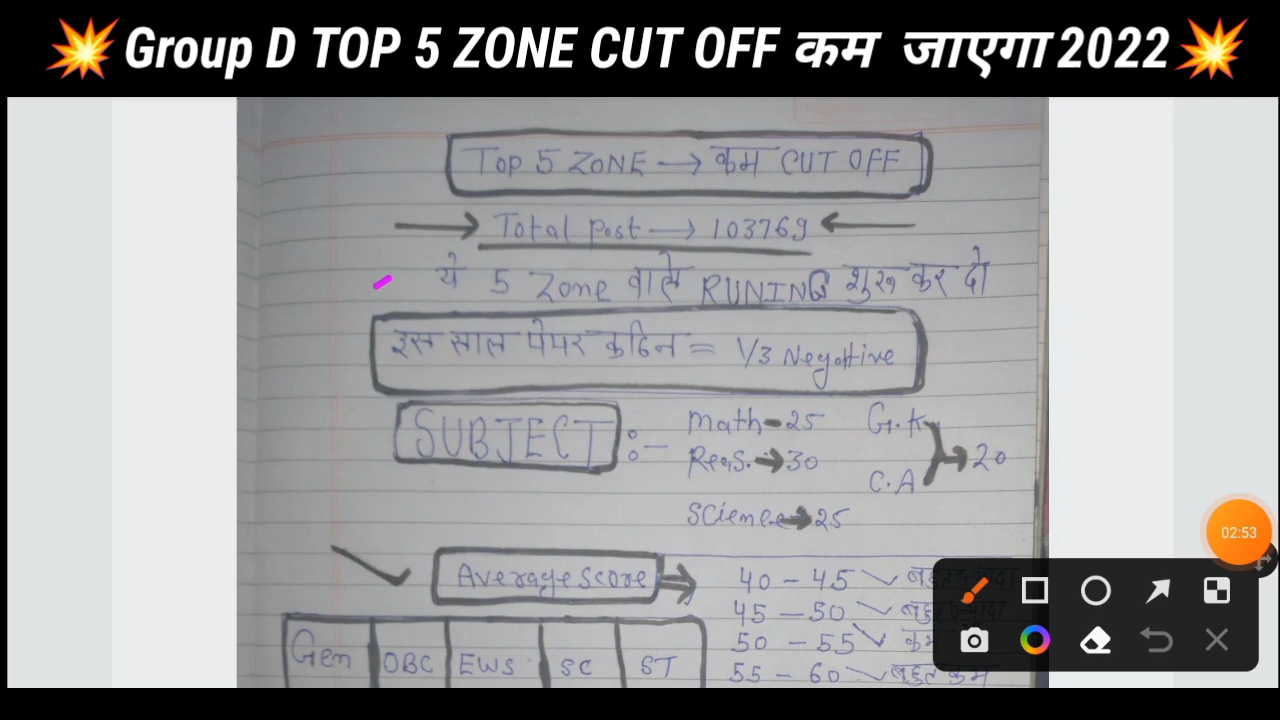 💥Group D TOP 5 ZONE CUT OFF कम जाएगा 2022💥
TOP 5 ZONE → कम CUT OFF
→ Total post → 103769 ←
ये 5 Zone वाले RUNING शुरू कर दो
इस साल पेपर कठिन = 1/3 Negative
SUBJECT :- Math-25 G.K
Reas. → 30 → 20
C.A
Science → 25
Average score → 40 - 45
45 - 50
50 - 55 कम
Gen OBC EWS SC ST
55 - 60 बहुत कम
02:53